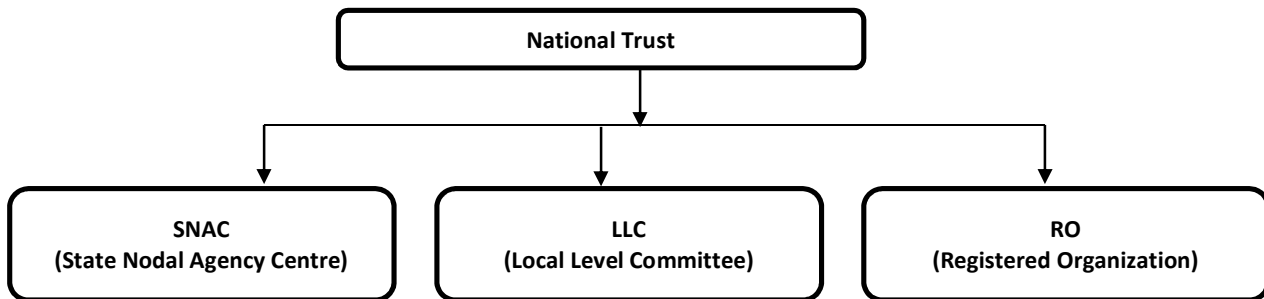 National Trust
SNAC
(State Nodal Agency Centre)
LLC
(Local Level Committee)
RO
(Registered Organization)